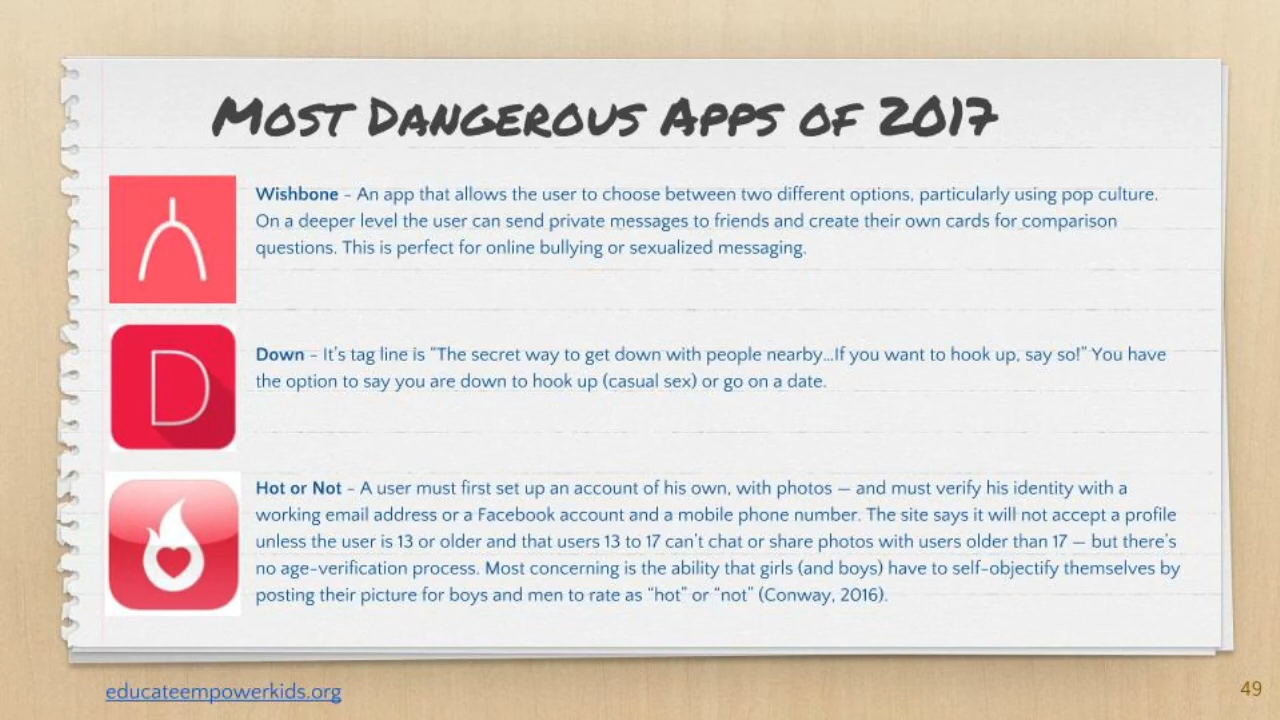 Most Dangerous Apps of 2017
Wishbone - An app that allows the user to choose between two different options, particularly using pop culture.
On a deeper level the user can send private messages to friends and create their own cards for comparison
questions. This is perfect for online bullying or sexualized messaging.
D
Down - It's tag line is "The secret way to get down with people nearby...If you want to hook up, say so!" You have
the option to say you are down to hook up (casual sex) or go on a date.
Hot or Not - A user must first set up an account of his own, with photos — and must verify his identity with a
working email address or a Facebook account and a mobile phone number. The site says it will not accept a profile
unless the user is 13 or older and that users 13 to 17 can't chat or share photos with users older than 17 — but there's
no age-verification process. Most concerning is the ability that girls (and boys) have to self-objectify themselves by
posting their picture for boys and men to rate as "hot" or "not" (Conway, 2016).
educateempowerkids.org
49